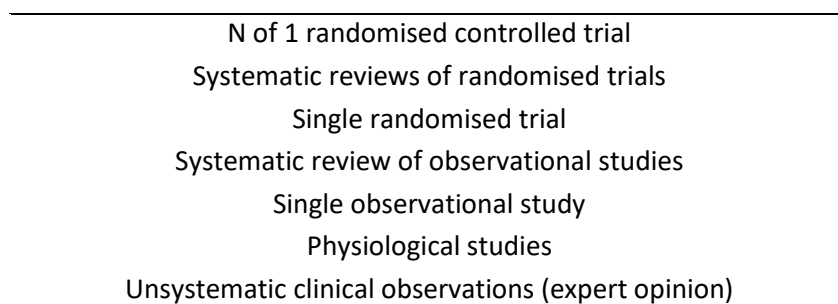 N of 1 randomised controlled trial
Systematic reviews of randomised trials
Single randomised trial
Systematic review of observational studies
Single observational study
Physiological studies
Unsystematic clinical observations (expert opinion)